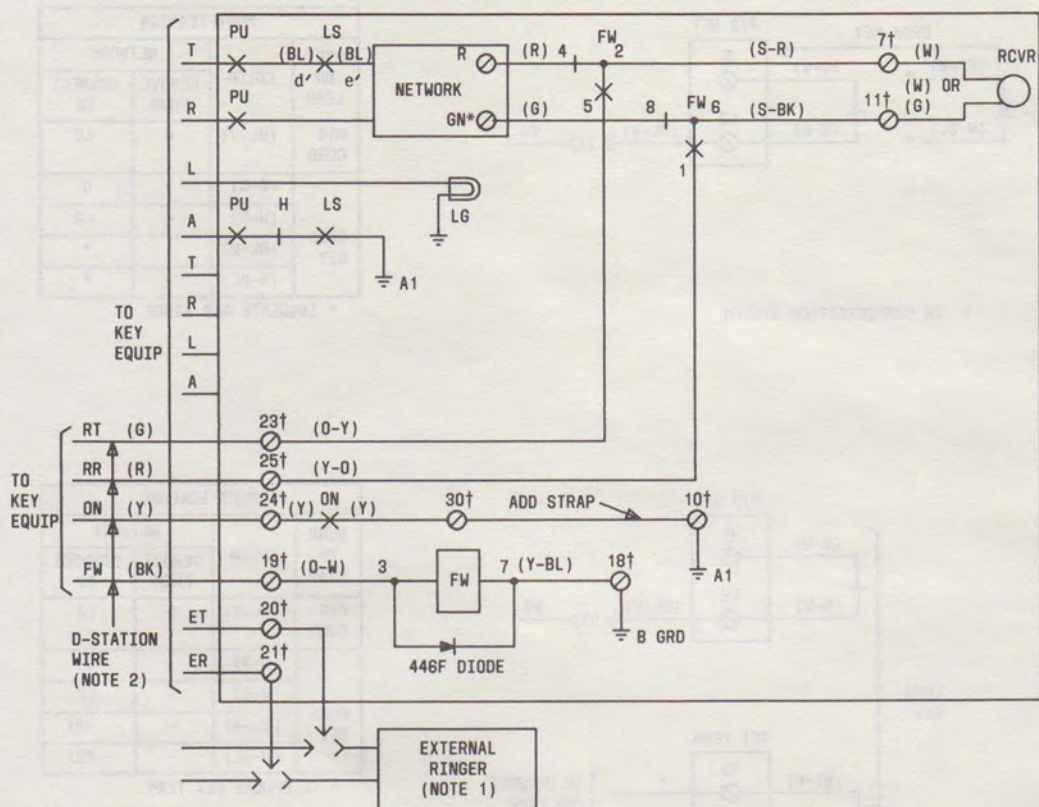 T PU (BL) LS (BL) R (R) 4 FW 2 (S-R) 7† (W) RCVR
d' e'
NETWORK
(W) OR
(G)
R PU GN* (G) 5 8 FW 6 (S-BK) 11†
1
L
LG
A PU H LS
A1
T
R
TO
KEY
EQUIP
L
A
RT (G) 23† (O-Y)
RR (R) 25† (Y-O)
TO
KEY
EQUIP
ON (Y) 24† (Y) ON (Y) 30† ADD STRAP 10†
A1
FW (BK) 19† (O-W) 3 FW 7 (Y-BL) 18†
B GRD
446F DIODE
ET 20†
ER 21†
D-STATION
WIRE
(NOTE 2)
EXTERNAL
RINGER
(NOTE 1)